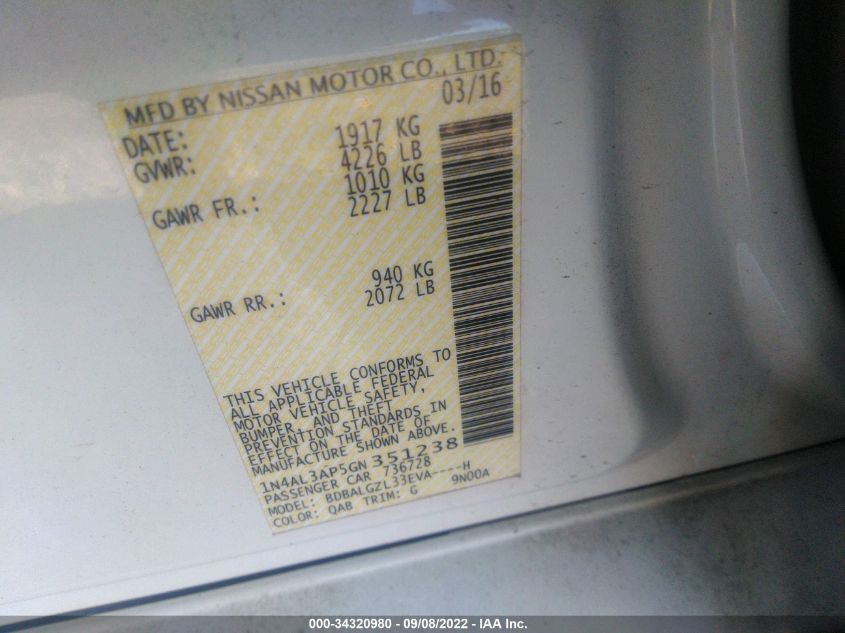 MFD BY NISSAN MOTOR CO., LTD.
DATE: 03/16
GVWR: 1917 KG
4226 LB
GAWR FR.: 1010 KG
2227 LB
GAWR RR.: 940 KG
2072 LB
THIS VEHICLE CONFORMS TO
ALL APPLICABLE FEDERAL
MOTOR VEHICLE SAFETY,
BUMPER, AND THEFT
PREVENTION STANDARDS IN
EFFECT ON THE DATE OF
MANUFACTURE SHOWN ABOVE.
1N4AL3AP5GN351238
PASSENGER CAR 736728
MODEL: BDBALGZL33EVA----H
COLOR: QAB TRIM: G 9N00A
000-34320980 - 09/08/2022 - IAA Inc.